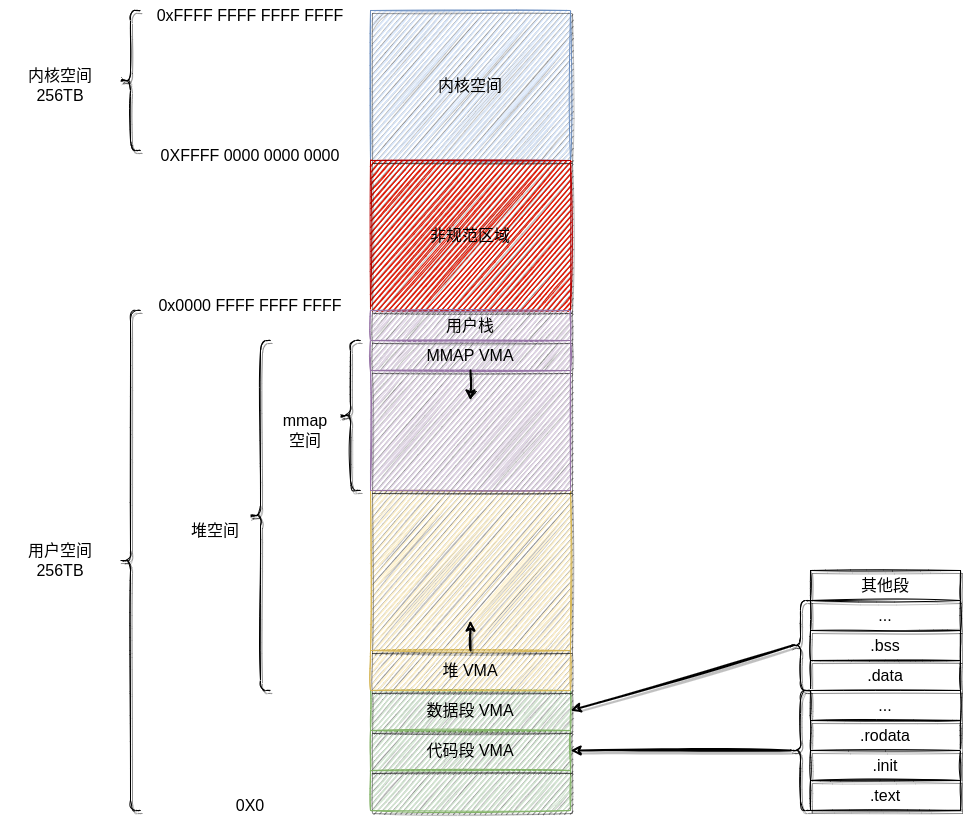 0xFFFF FFFF FFFF FFFF
内核空间
256TB
内核空间
0XFFFF 0000 0000 0000
非规范区域
0x0000 FFFF FFFF FFFF
用户栈
MMAP VMA
mmap
空间
堆空间
用户空间
256TB
堆 VMA
数据段 VMA
代码段 VMA
0X0
其他段
...
.bss
.data
...
.rodata
.init
.text